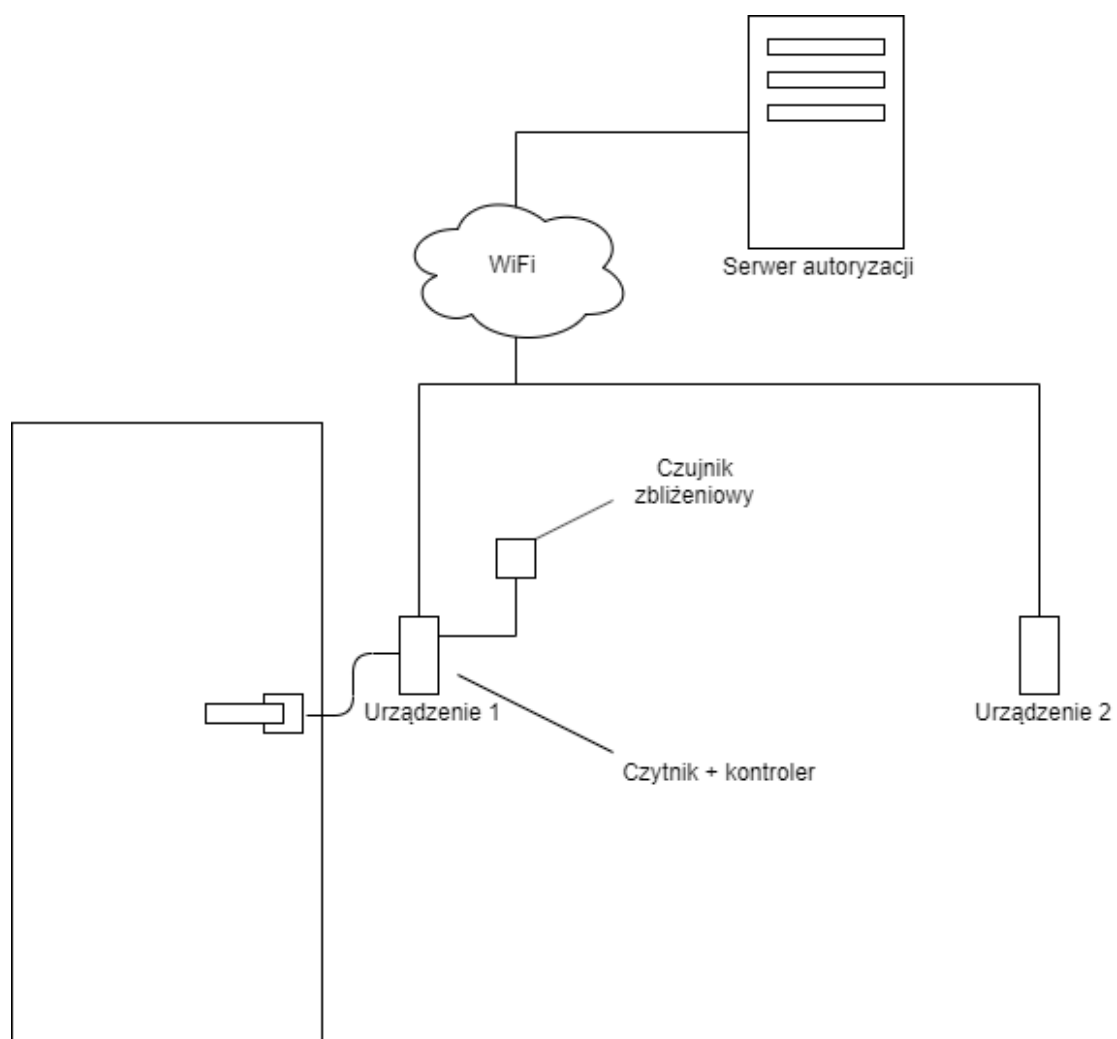 WiFi
Serwer autoryzacji
Czujnik
zbliżeniowy
Urządzenie 1
Urządzenie 2
Czytnik + kontroler